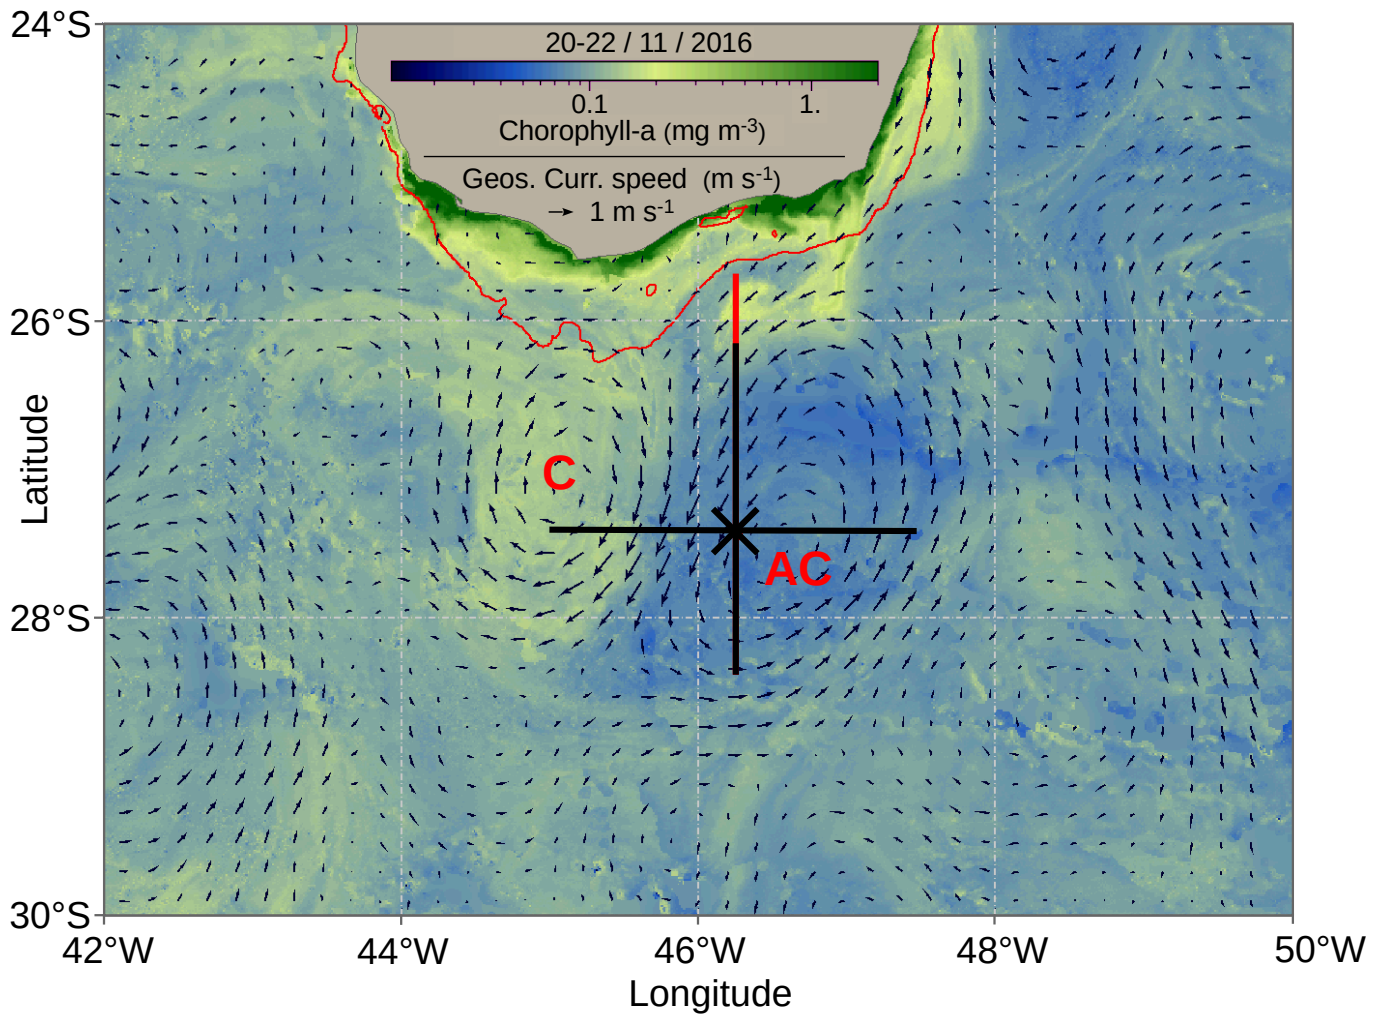 24°S
20-22 / 11 / 2016
0.1
1.
Chorophyll-a (mg m-3)
Geos. Curr. speed (m s-1)
1 m s-1
26°S
Latitude
C
AC
28°S
30°S
42°W
44°W
46°W
48°W
50°W
Longitude